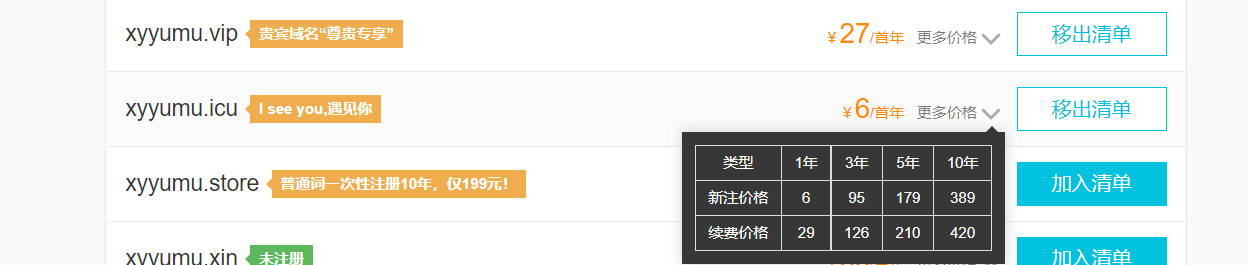 xyyumu.vip 贵宾域名“尊贵专享” ¥27/首年 更多价格 移出清单
xyyumu.icu I see you,遇见你 ¥6/首年 更多价格 移出清单
类型 1年 3年 5年 10年
新注价格 6 95 179 389
续费价格 29 126 210 420
xyyumu.store 普通词一次性注册10年，仅199元！ 加入清单
xyyumu.xin 未注册 加入清单